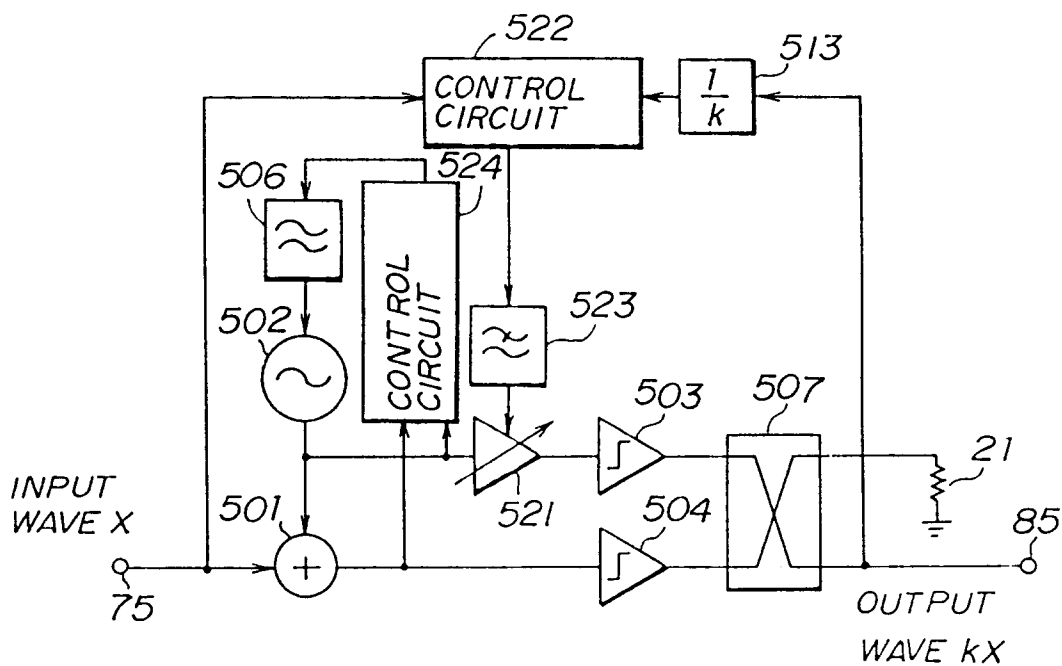 522
513
CONTROL
CIRCUIT
1
k
524
506
CONTROL
CIRCUIT
502
523
503
507
21
INPUT
WAVE X
501
521
504
85
75
OUTPUT
WAVE kX